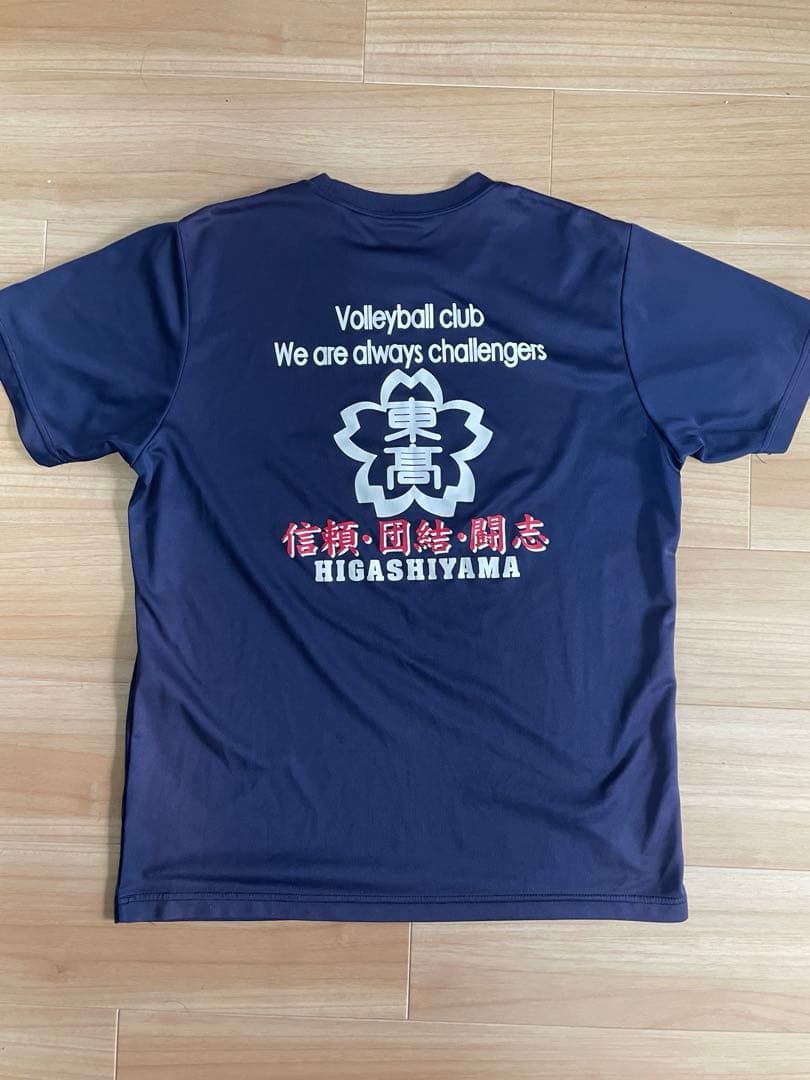 Volleyball club
We are always challengers
東
高
信頼・団結・闘志
HIGASHIYAMA